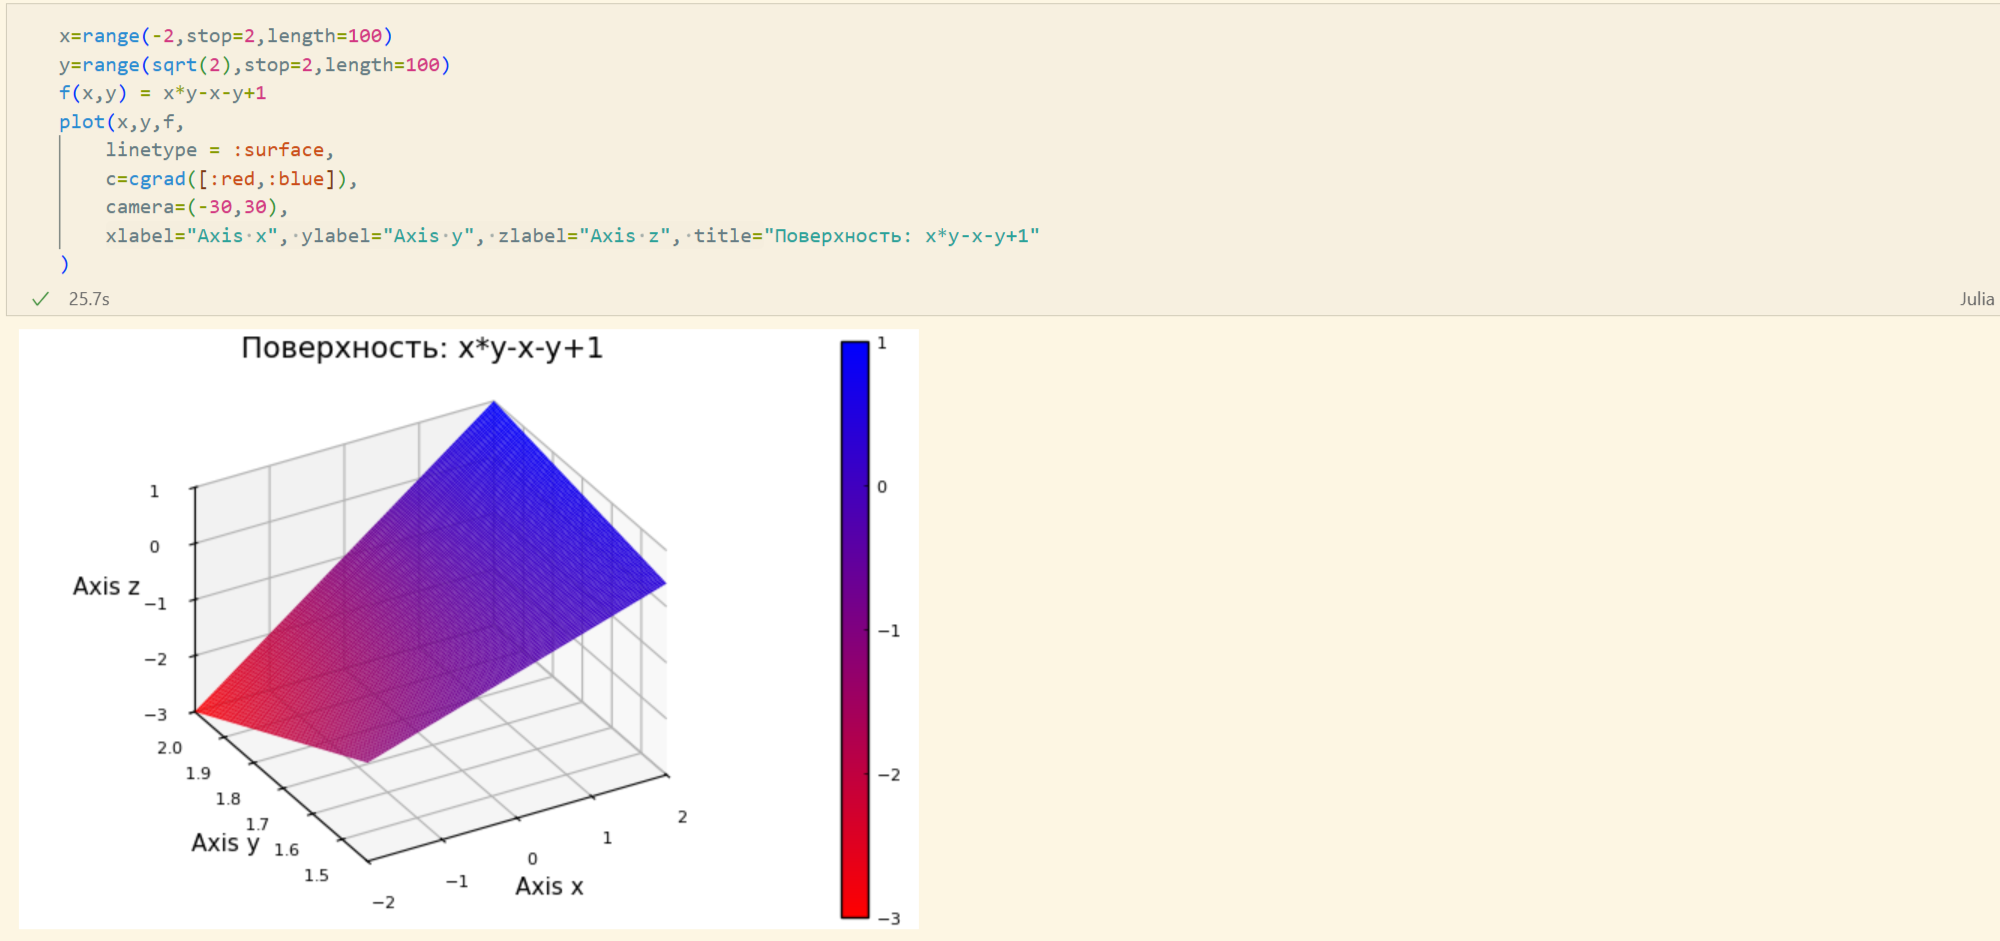 x=range(-2,stop=2,length=100)
y=range(sqrt(2),stop=2,length=100)
f(x,y) = x*y-x-y+1
plot(x,y,f,
linetype = :surface,
c=cgrad([:red,:blue]),
camera=(-30,30),
xlabel="Axis x", ylabel="Axis y", zlabel="Axis z", title="Поверхность: x*y-x-y+1"
)
25.7s
Julia
Поверхность: x*y-x-y+1
1
0
−1
−2
−3
Axis z
2.0
1.9
1.8
1.7
1.6
1.5
Axis y
−2
−1
0
1
2
Axis x
1
0
−1
−2
−3